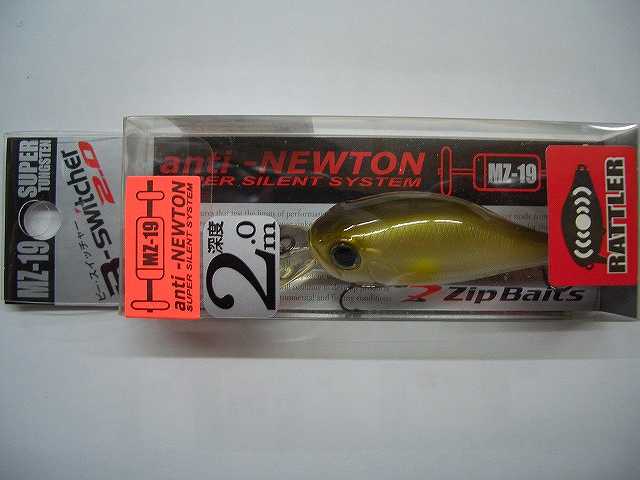 SUPER
TUNGSTEN
MZ-19
B-switcher 2.0
ビー.スイッチャー
anti-NEWTON
SUPER SILENT SYSTEM
MZ-19
MZ-19
anti-NEWTON
SUPER SILENT SYSTEM
深度
2.0m
RATTLER
ZipBaits